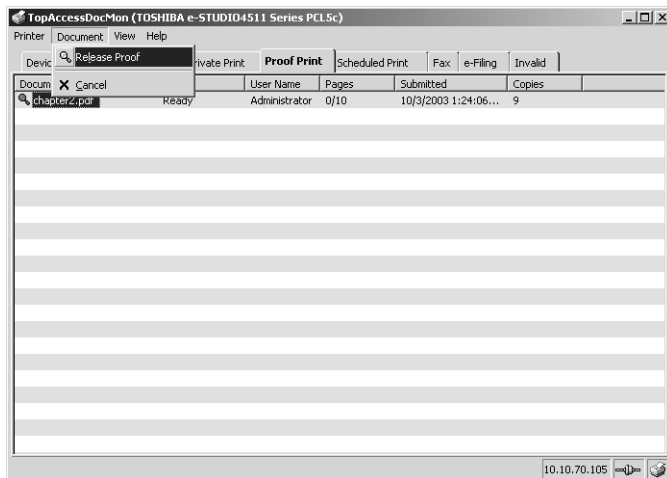 TopAccessDocMon (TOSHIBA e-STUDIO4511 Series PCL5c)
Printer Document View Help
Devic rivate Print Proof Print Scheduled Print Fax e-Filing Invalid
Release Proof
Cancel
Docum User Name Pages Submitted Copies
chapter2.pdf Ready Administrator 0/10 10/3/2003 1:24:06... 9
10.10.70.105